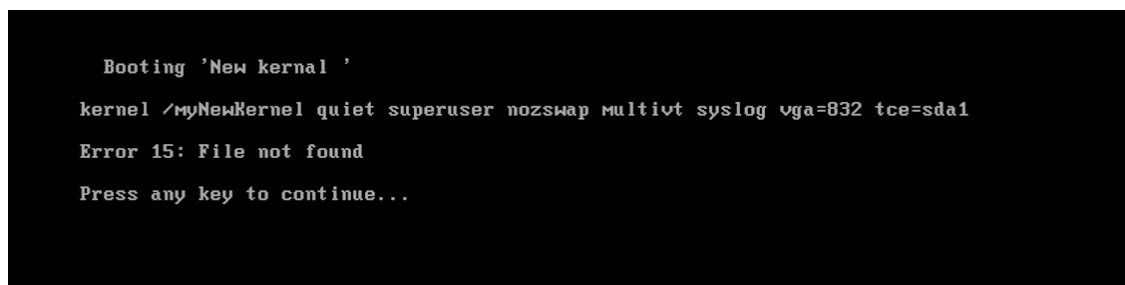 Booting 'New kernal '
kernel /myNewKernel quiet superuser nozswap multivt syslog vga=832 tce=sda1
Error 15: File not found
Press any key to continue...